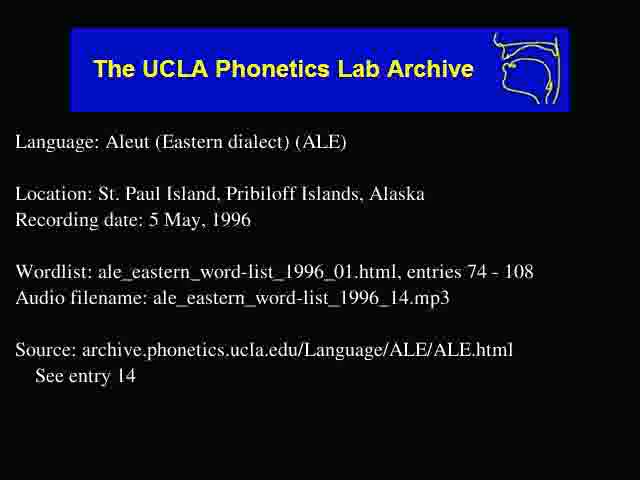 The UCLA Phonetics Lab Archive
Language: Aleut (Eastern dialect) (ALE)
Location: St. Paul Island, Pribiloff Islands, Alaska
Recording date: 5 May, 1996
Wordlist: ale_eastern_word-list_1996_01.html, entries 74 - 108
Audio filename: ale_eastern_word-list_1996_14.mp3
Source: archive.phonetics.ucla.edu/Language/ALE/ALE.html
See entry 14